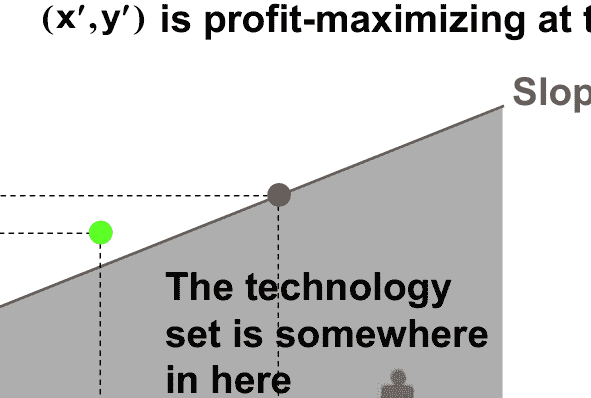 (x′,y′) is profit-maximizing at t
Slop
The technology
set is somewhere
in here